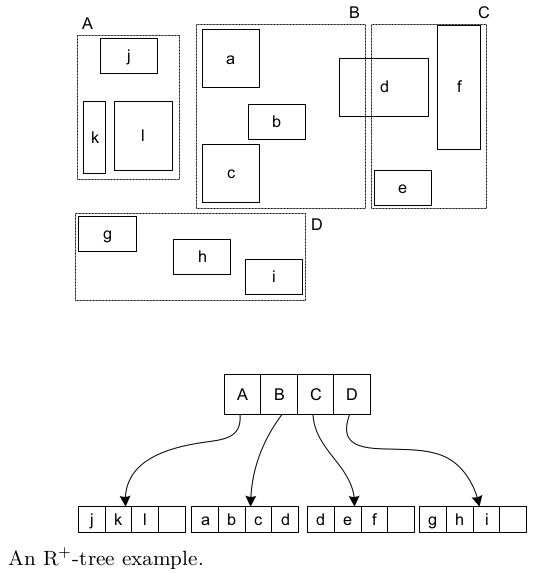 A
B
C
j
a
d
f
k
l
b
c
e
g
D
h
i
A B C D
j k l a b c d d e f g h i
An R⁺-tree example.